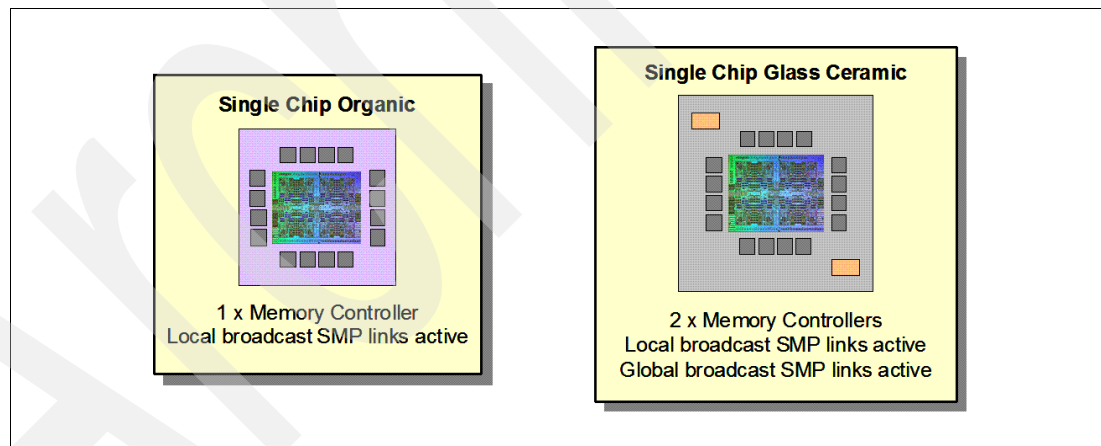 Single Chip Organic
1 x Memory Controller
Local broadcast SMP links active
Single Chip Glass Ceramic
2 x Memory Controllers
Local broadcast SMP links active
Global broadcast SMP links active